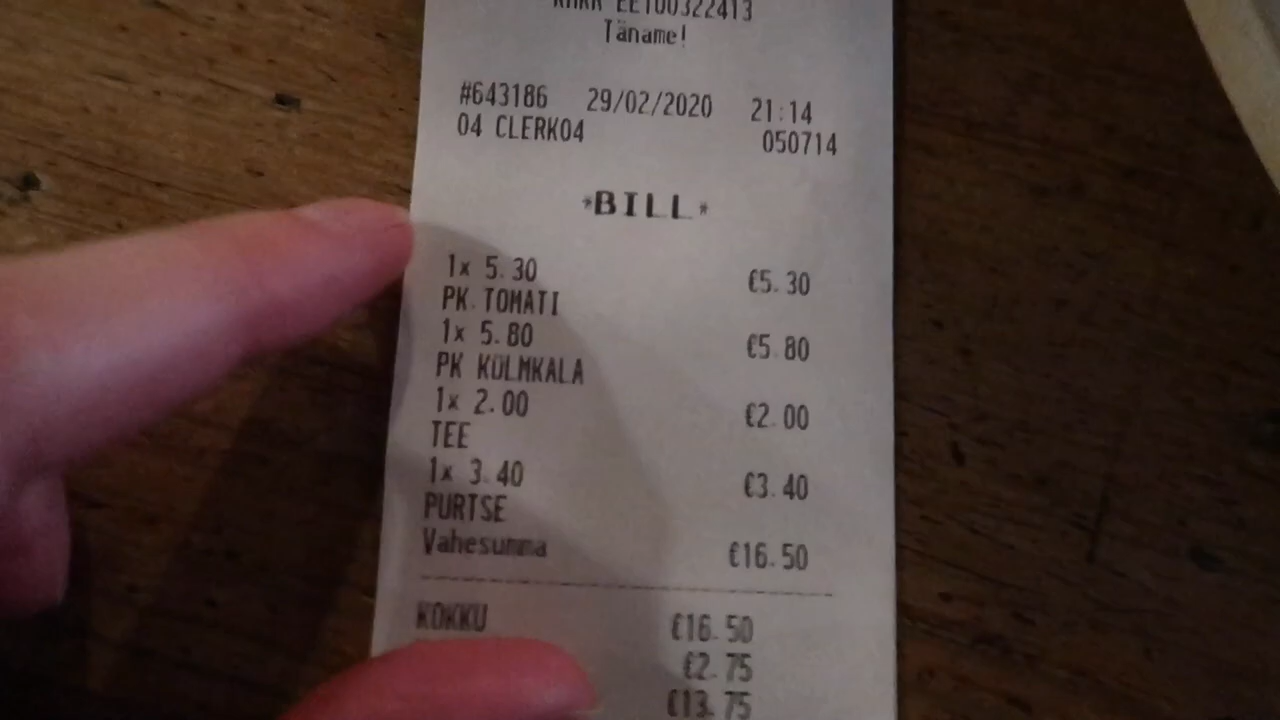 KMKR EE100322413
Täname!
#643186 29/02/2020 21:14
04 CLERK04 050714
*BILL*
1x 5.30 €5.30
PK TOMATI
1x 5.80 €5.80
PK KOLMKALA
1x 2.00 €2.00
TEE
1x 3.40 €3.40
PURTSE
Vahesumma €16.50
KOKKU €16.50
€2.75
€13.75